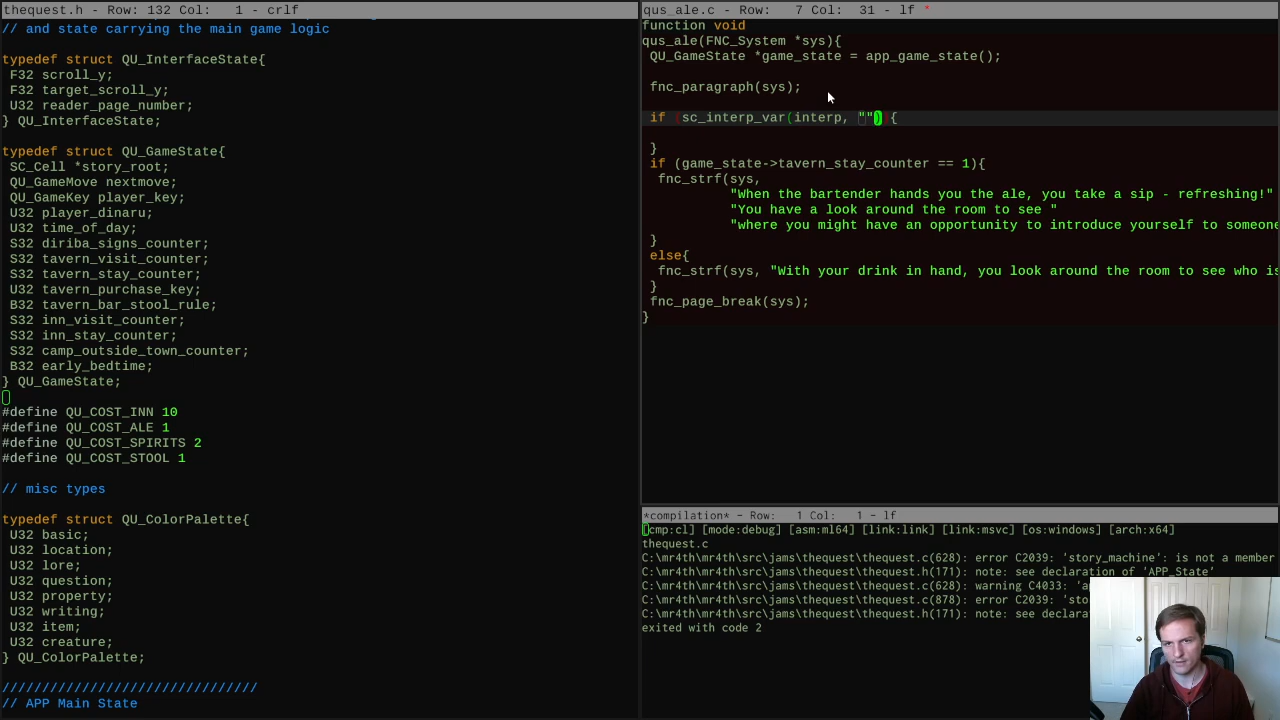 thequest.h - Row: 132 Col:   1 - crlf
// and state carrying the main game logic
typedef struct QU_InterfaceState{
F32 scroll_y;
F32 target_scroll_y;
U32 reader_page_number;
} QU_InterfaceState;
typedef struct QU_GameState{
SC_Cell *story_root;
QU_GameMove nextmove;
QU_GameKey player_key;
U32 player_dinaru;
U32 time_of_day;
S32 diriba_signs_counter;
S32 tavern_visit_counter;
S32 tavern_stay_counter;
U32 tavern_purchase_key;
B32 tavern_bar_stool_rule;
S32 inn_visit_counter;
S32 inn_stay_counter;
S32 camp_outside_town_counter;
B32 early_bedtime;
} QU_GameState;
#define QU_COST_INN 10
#define QU_COST_ALE 1
#define QU_COST_SPIRITS 2
#define QU_COST_STOOL 1
// misc types
typedef struct QU_ColorPalette{
U32 basic;
U32 location;
U32 lore;
U32 question;
U32 property;
U32 writing;
U32 item;
U32 creature;
} QU_ColorPalette;
////////////////////////////////
// APP Main State
qus_ale.c - Row:   7 Col:  31 - lf *
function void
qus_ale(FNC_System *sys){
QU_GameState *game_state = app_game_state();
fnc_paragraph(sys);
if (sc_interp_var(interp, "")){
}
if (game_state->tavern_stay_counter == 1){
fnc_strf(sys,
"When the bartender hands you the ale, you take a sip - refreshing!"
"You have a look around the room to see "
"where you might have an opportunity to introduce yourself to someone
}
else{
fnc_strf(sys, "With your drink in hand, you look around the room to see who is
}
fnc_page_break(sys);
}
*compilation* - Row:   1 Col:   1 - lf
[cmp:cl] [mode:debug] [asm:ml64] [link:link] [link:msvc] [os:windows] [arch:x64]
thequest.c
C:\mr4th\mr4th\src\jams\thequest\thequest.c(628): error C2039: 'story_machine': is not a member
C:\mr4th\mr4th\src\jams\thequest\thequest.h(171): note: see declaration of 'APP_State'
C:\mr4th\mr4th\src\jams\thequest\thequest.c(628): warning C4033: 'a
C:\mr4th\mr4th\src\jams\thequest\thequest.c(878): error C2039: 'sto
C:\mr4th\mr4th\src\jams\thequest\thequest.h(171): note: see declara
exited with code 2